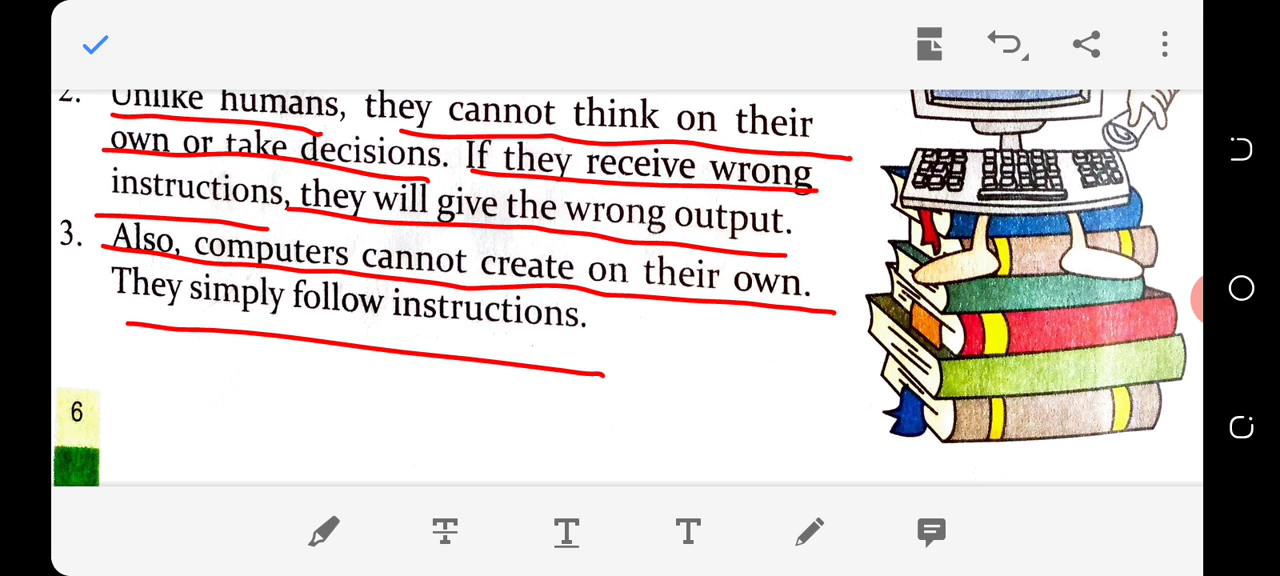 2. Unlike humans, they cannot think on their
own or take decisions. If they receive wrong
instructions, they will give the wrong output.
3. Also, computers cannot create on their own.
They simply follow instructions.
6
T
T
T